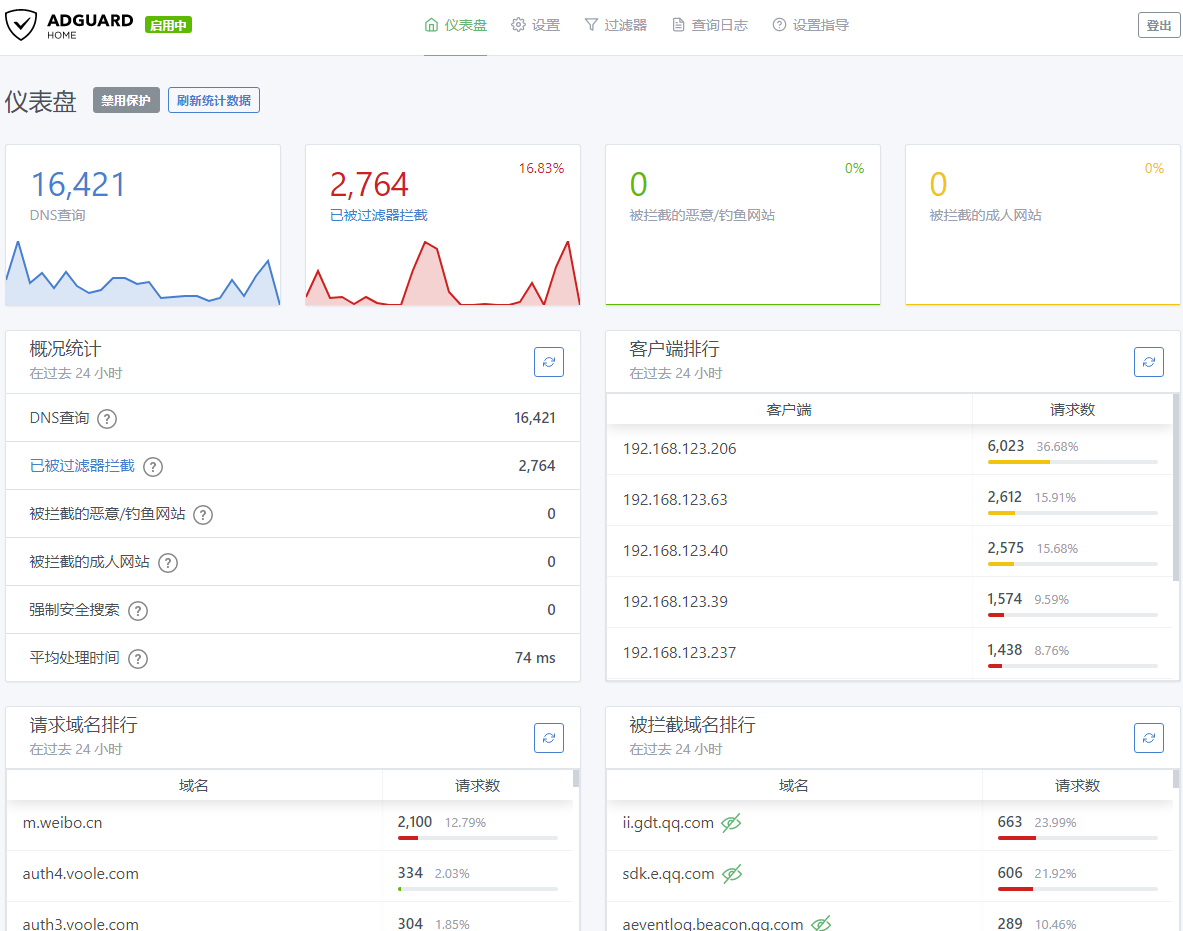 ADGUARD
HOME
启用中
仪表盘
设置
过滤器
查询日志
设置指导
登出
仪表盘
禁用保护
刷新统计数据
16,421
DNS查询
16.83%
2,764
已被过滤器拦截
0%
0
被拦截的恶意/钓鱼网站
0%
0
被拦截的成人网站
概况统计
在过去 24 小时
DNS查询 ?
16,421
已被过滤器拦截 ?
2,764
被拦截的恶意/钓鱼网站 ?
0
被拦截的成人网站 ?
0
强制安全搜索 ?
0
平均处理时间 ?
74 ms
客户端排行
在过去 24 小时
客户端
请求数
192.168.123.206
6,023 36.68%
192.168.123.63
2,612 15.91%
192.168.123.40
2,575 15.68%
192.168.123.39
1,574 9.59%
192.168.123.237
1,438 8.76%
请求域名排行
在过去 24 小时
域名
请求数
m.weibo.cn
2,100 12.79%
auth4.voole.com
334 2.03%
auth3.voole.com
304 1.85%
被拦截域名排行
在过去 24 小时
域名
请求数
ii.gdt.qq.com
663 23.99%
sdk.e.qq.com
606 21.92%
aeventlog.beacon.qq.com
289 10.46%